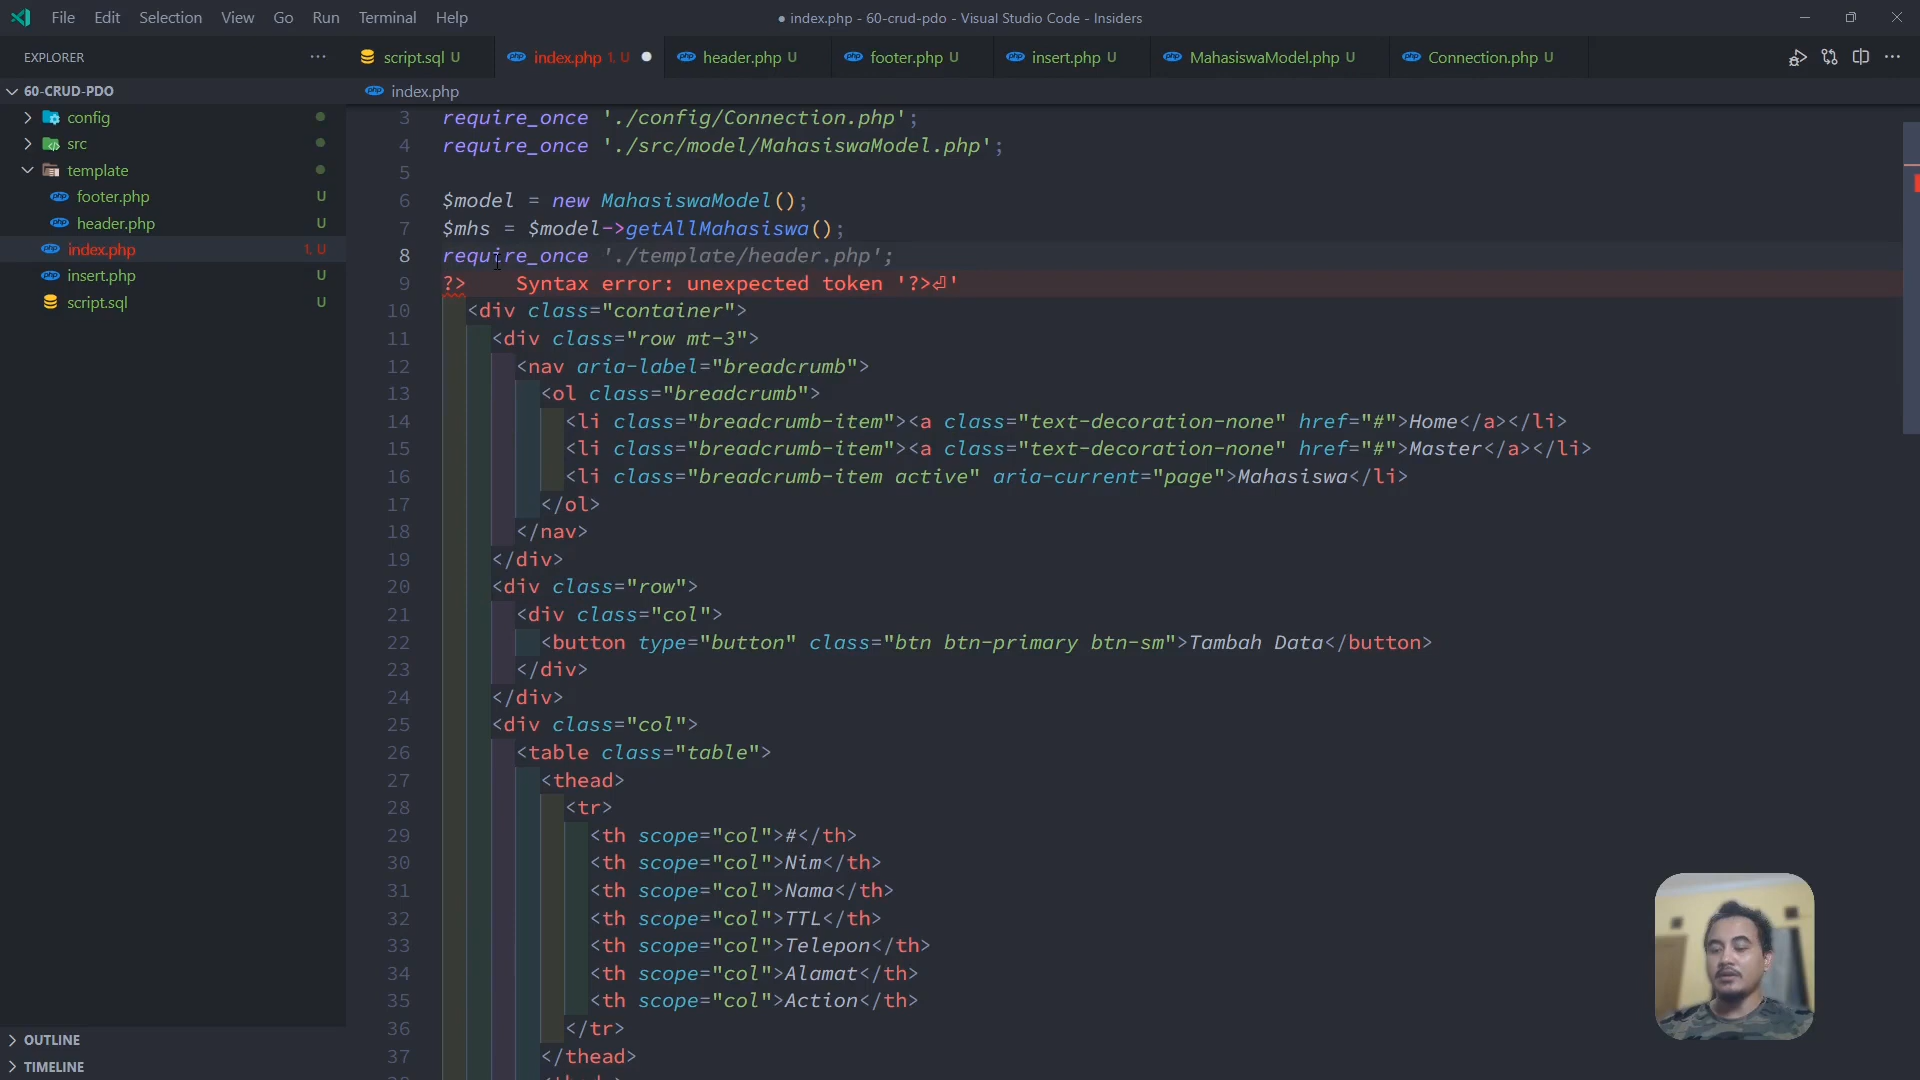 File Edit Selection View Go Run Terminal Help
● index.php - 60-crud-pdo - Visual Studio Code - Insiders
EXPLORER
script.sql U
index.php 1, U
header.php U
footer.php U
insert.php U
MahasiswaModel.php U
Connection.php U
60-CRUD-PDO
config
src
template
footer.php U
header.php U
index.php 1, U
insert.php U
script.sql U
OUTLINE
TIMELINE
index.php
3 require_once './config/Connection.php';
4 require_once './src/model/MahasiswaModel.php';
5
6 $model = new MahasiswaModel();
7 $mhs = $model->getAllMahasiswa();
8 require_once './template/header.php';
9 ?> Syntax error: unexpected token '?>⏎'
10 <div class="container">
11 <div class="row mt-3">
12 <nav aria-label="breadcrumb">
13 <ol class="breadcrumb">
14 <li class="breadcrumb-item"><a class="text-decoration-none" href="#">Home</a></li>
15 <li class="breadcrumb-item"><a class="text-decoration-none" href="#">Master</a></li>
16 <li class="breadcrumb-item active" aria-current="page">Mahasiswa</li>
17 </ol>
18 </nav>
19 </div>
20 <div class="row">
21 <div class="col">
22 <button type="button" class="btn btn-primary btn-sm">Tambah Data</button>
23 </div>
24 </div>
25 <div class="col">
26 <table class="table">
27 <thead>
28 <tr>
29 <th scope="col">#</th>
30 <th scope="col">Nim</th>
31 <th scope="col">Nama</th>
32 <th scope="col">TTL</th>
33 <th scope="col">Telepon</th>
34 <th scope="col">Alamat</th>
35 <th scope="col">Action</th>
36 </tr>
37 </thead>